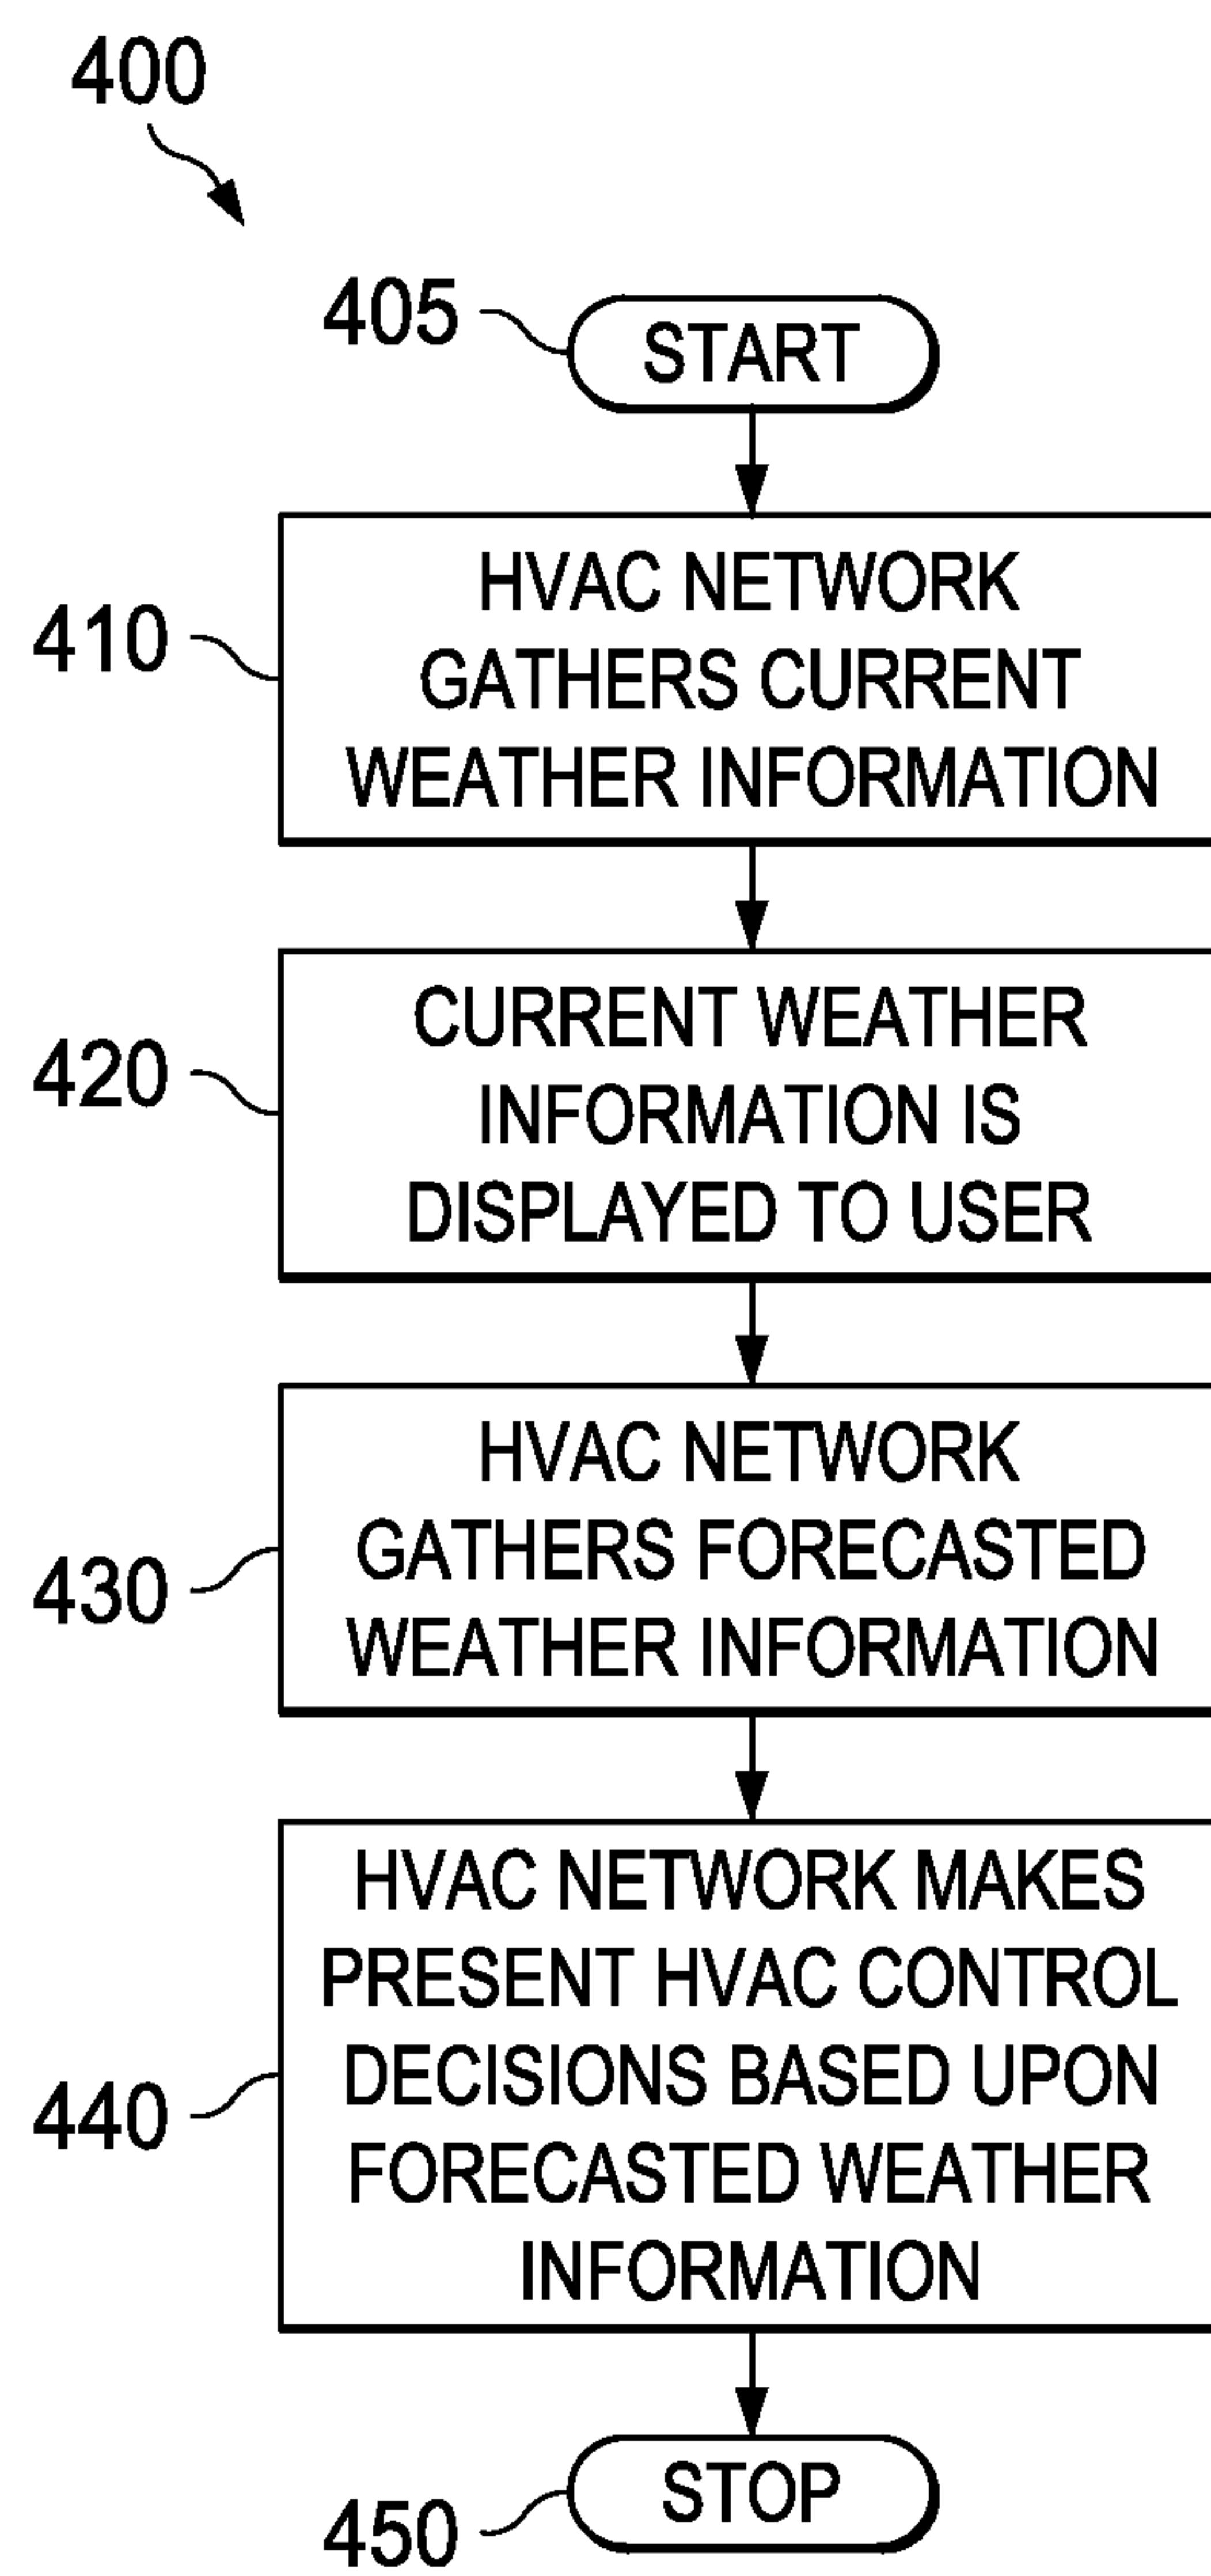 400
405
START
410
HVAC NETWORK
GATHERS CURRENT
WEATHER INFORMATION
420
CURRENT WEATHER
INFORMATION IS
DISPLAYED TO USER
430
HVAC NETWORK
GATHERS FORECASTED
WEATHER INFORMATION
440
HVAC NETWORK MAKES
PRESENT HVAC CONTROL
DECISIONS BASED UPON
FORECASTED WEATHER
INFORMATION
450
STOP